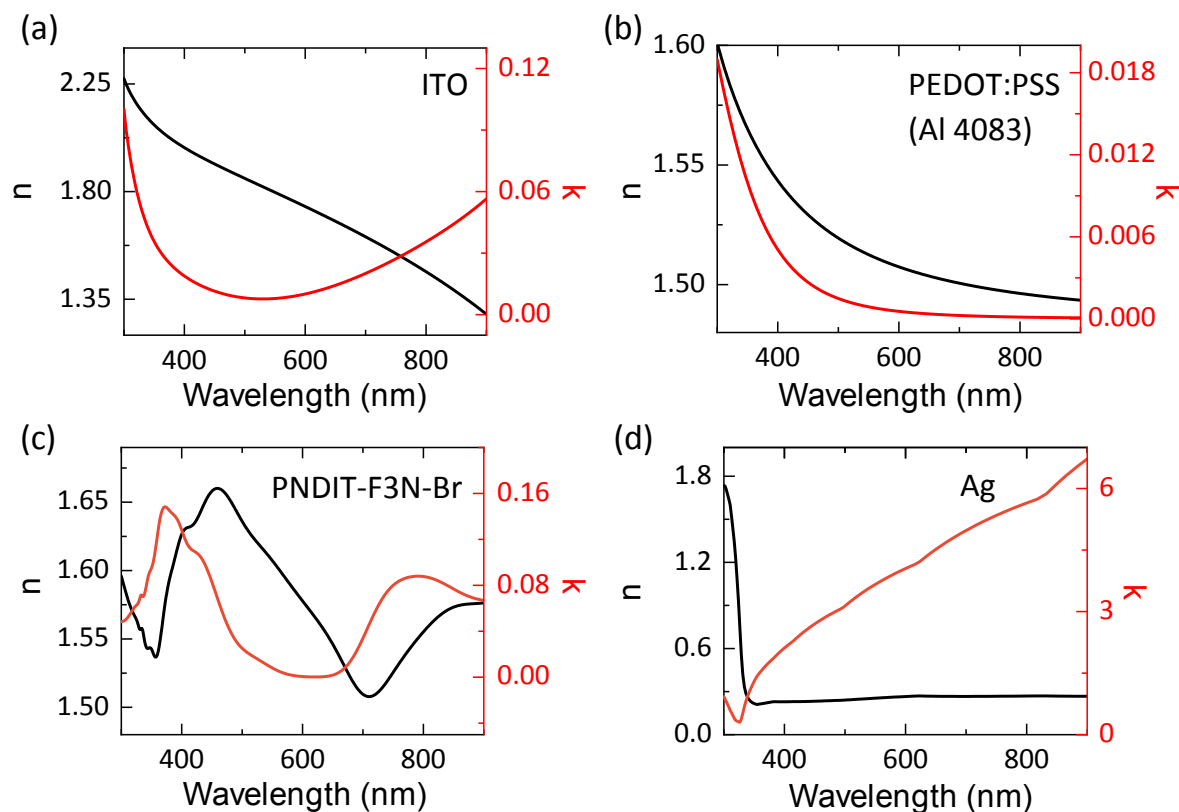 (a)
ITO
2.25
1.80
1.35
n
0.12
0.06
0.00
k
400
600
800
Wavelength (nm)
(b)
PEDOT:PSS
(Al 4083)
1.60
1.55
1.50
n
0.018
0.012
0.006
0.000
k
400
600
800
Wavelength (nm)
(c)
PNDIT-F3N-Br
1.65
1.60
1.55
1.50
n
0.16
0.08
0.00
k
400
600
800
Wavelength (nm)
(d)
Ag
1.8
1.2
0.6
0.0
n
6
3
0
k
400
600
800
Wavelength (nm)